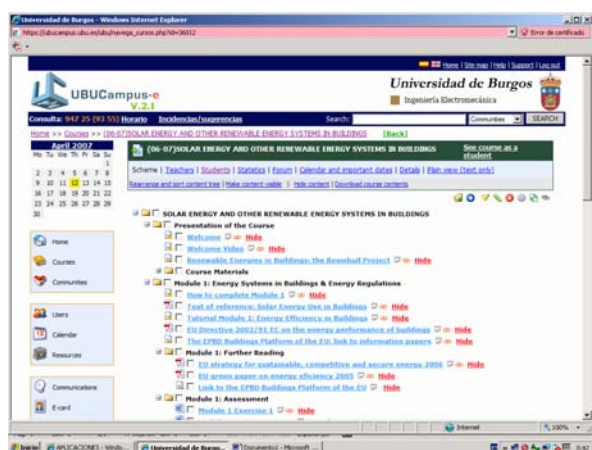 Universidad de Burgos - Windows Internet Explorer
https://ubucampus.ubu.es/ubu/navega_cursos.php?id=36012
Error de certificado
Home | Site map | Help | Support | Log out
UBUCampus-e
V.2.1
Universidad de Burgos
Ingeniería Electromecánica
Consulta: 947 25 (93 55) Horario Incidencias/sugerencias
Search:
Communities
SEARCH
Home >> Courses >> (06-07)SOLAR ENERGY AND OTHER RENEWABLE ENERGY SYSTEMS IN BUILDINGS [Back]
April 2007
Mo Tu We Th Fr Sa Su
1
2 3 4 5 6 7 8
9 10 11 12 13 14 15
16 17 18 19 20 21 22
23 24 25 26 27 28 29
30
Home
Courses
Communities
Users
Calendar
Resources
Communications
E-card
(06-07)SOLAR ENERGY AND OTHER RENEWABLE ENERGY SYSTEMS IN BUILDINGS
See course as a student
Scheme | Teachers | Students | Statistics | Forum | Calendar and important dates | Details | Plain view (text only)
Rearrange and sort content tree | Make content visible | Hide content | Download course contents
SOLAR ENERGY AND OTHER RENEWABLE ENERGY SYSTEMS IN BUILDINGS
Presentation of the Course
Welcome Hide
Welcome Video Hide
Renewable Energies in Buildings: the Resinbuil Project Hide
Course Materials
Module 1: Energy Systems in Buildings & Energy Regulations
How to complete Module 1 Hide
Text of reference: Solar Energy Use in Buildings Hide
Tutorial Module 1: Energy Efficiency in Buildings Hide
EU Directive 2002/91 EC on the energy performance of buildings Hide
The EPBD Buildings Platform of the EU: link to information papers Hide
Module 1: Further Reading
EU strategy for sustainable, competitive and secure energy 2006 Hide
EU green paper on energy eficiency 2005 Hide
Link to the EPBD Buildings Platform of the EU Hide
Module 1: Assessment
Module 1 Exercise 1 Hide
Internet
100%
Inicio
APLICACIONES - Windo...
Universidad de Burgo...
Documento1 - Microsoft ...
0:42